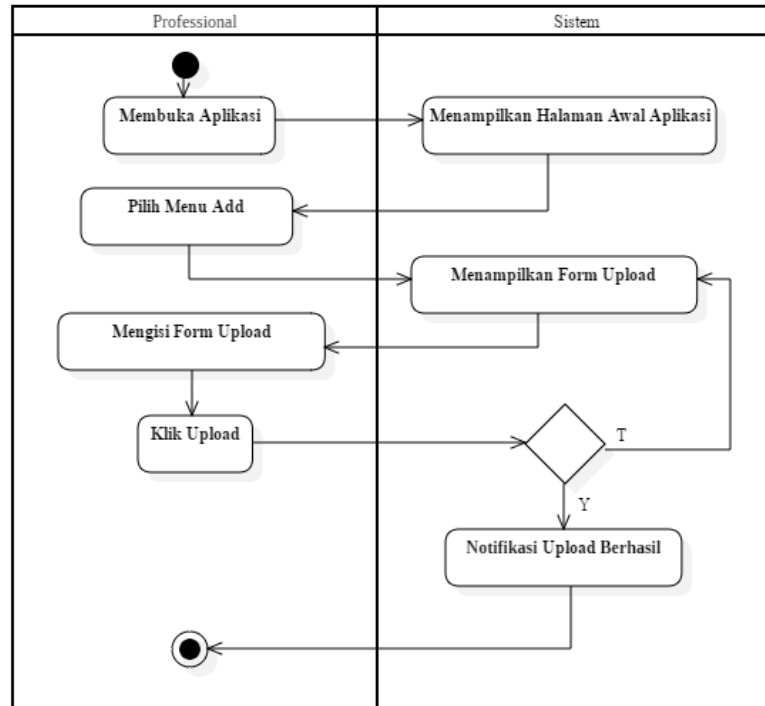 Professional
Sistem
Membuka Aplikasi
Menampilkan Halaman Awal Aplikasi
Pilih Menu Add
Menampilkan Form Upload
Mengisi Form Upload
Klik Upload
T
Y
Notifikasi Upload Berhasil